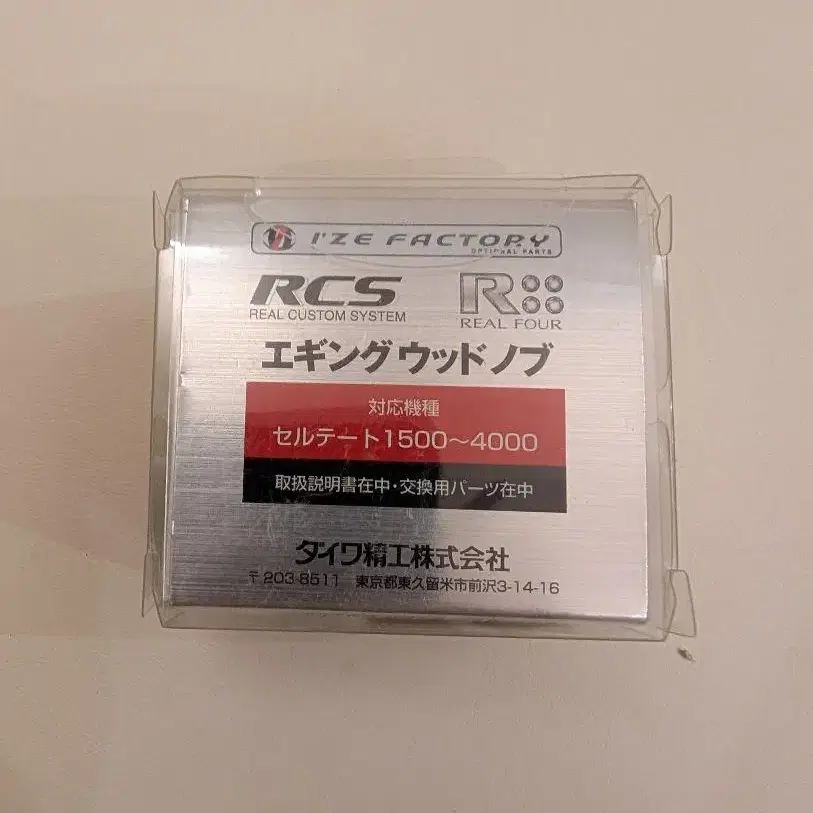 I'ZE FACTORY
OPTIONAL PARTS
RCS
REAL CUSTOM SYSTEM
R
REAL FOUR
エギングウッドノブ
対応機種
セルテート1500〜4000
取扱説明書在中・交換用パーツ在中
ダイワ精工株式会社
〒203-8511 東京都東久留米市前沢3-14-16